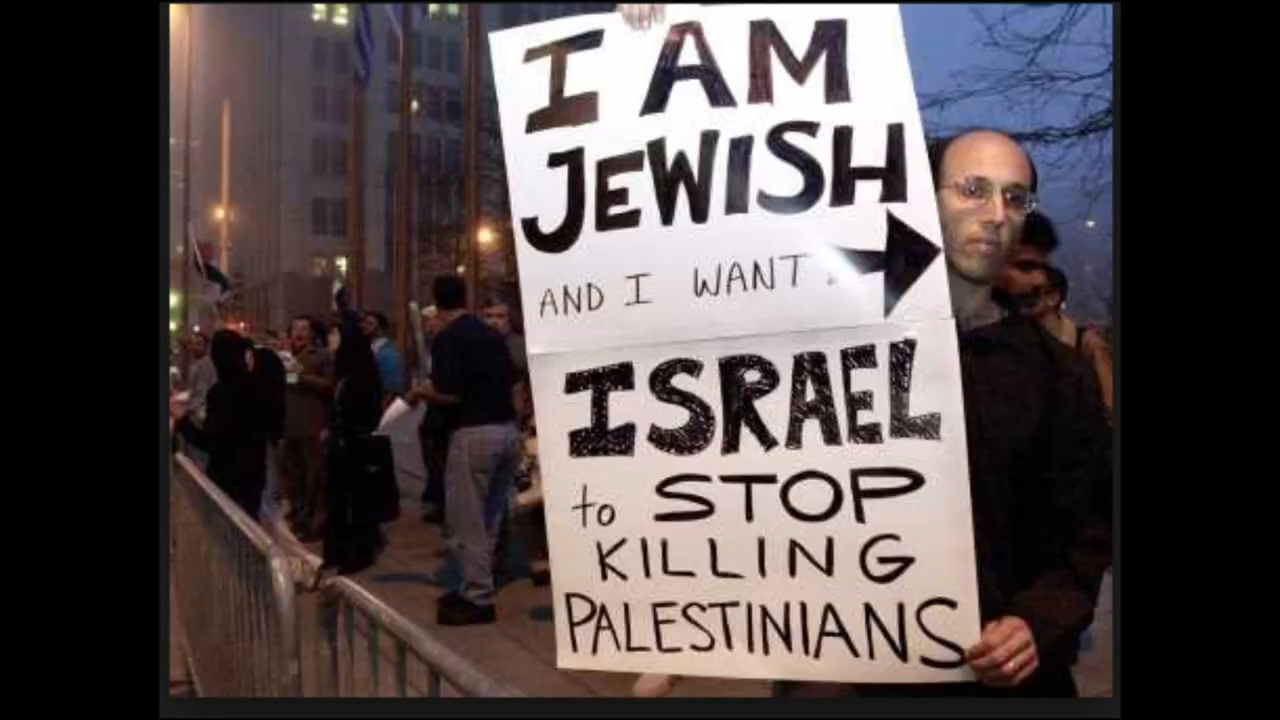 I AM
JEWISH
AND I WANT
ISRAEL
to STOP
KILLING
PALESTINIANS